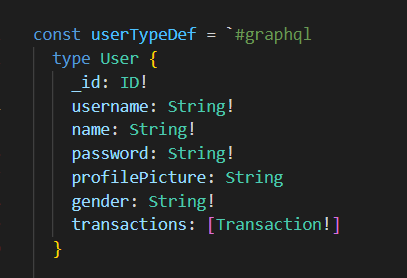 const userTypeDef = `#graphql
type User {
_id: ID!
username: String!
name: String!
password: String!
profilePicture: String
gender: String!
transactions: [Transaction!]
}